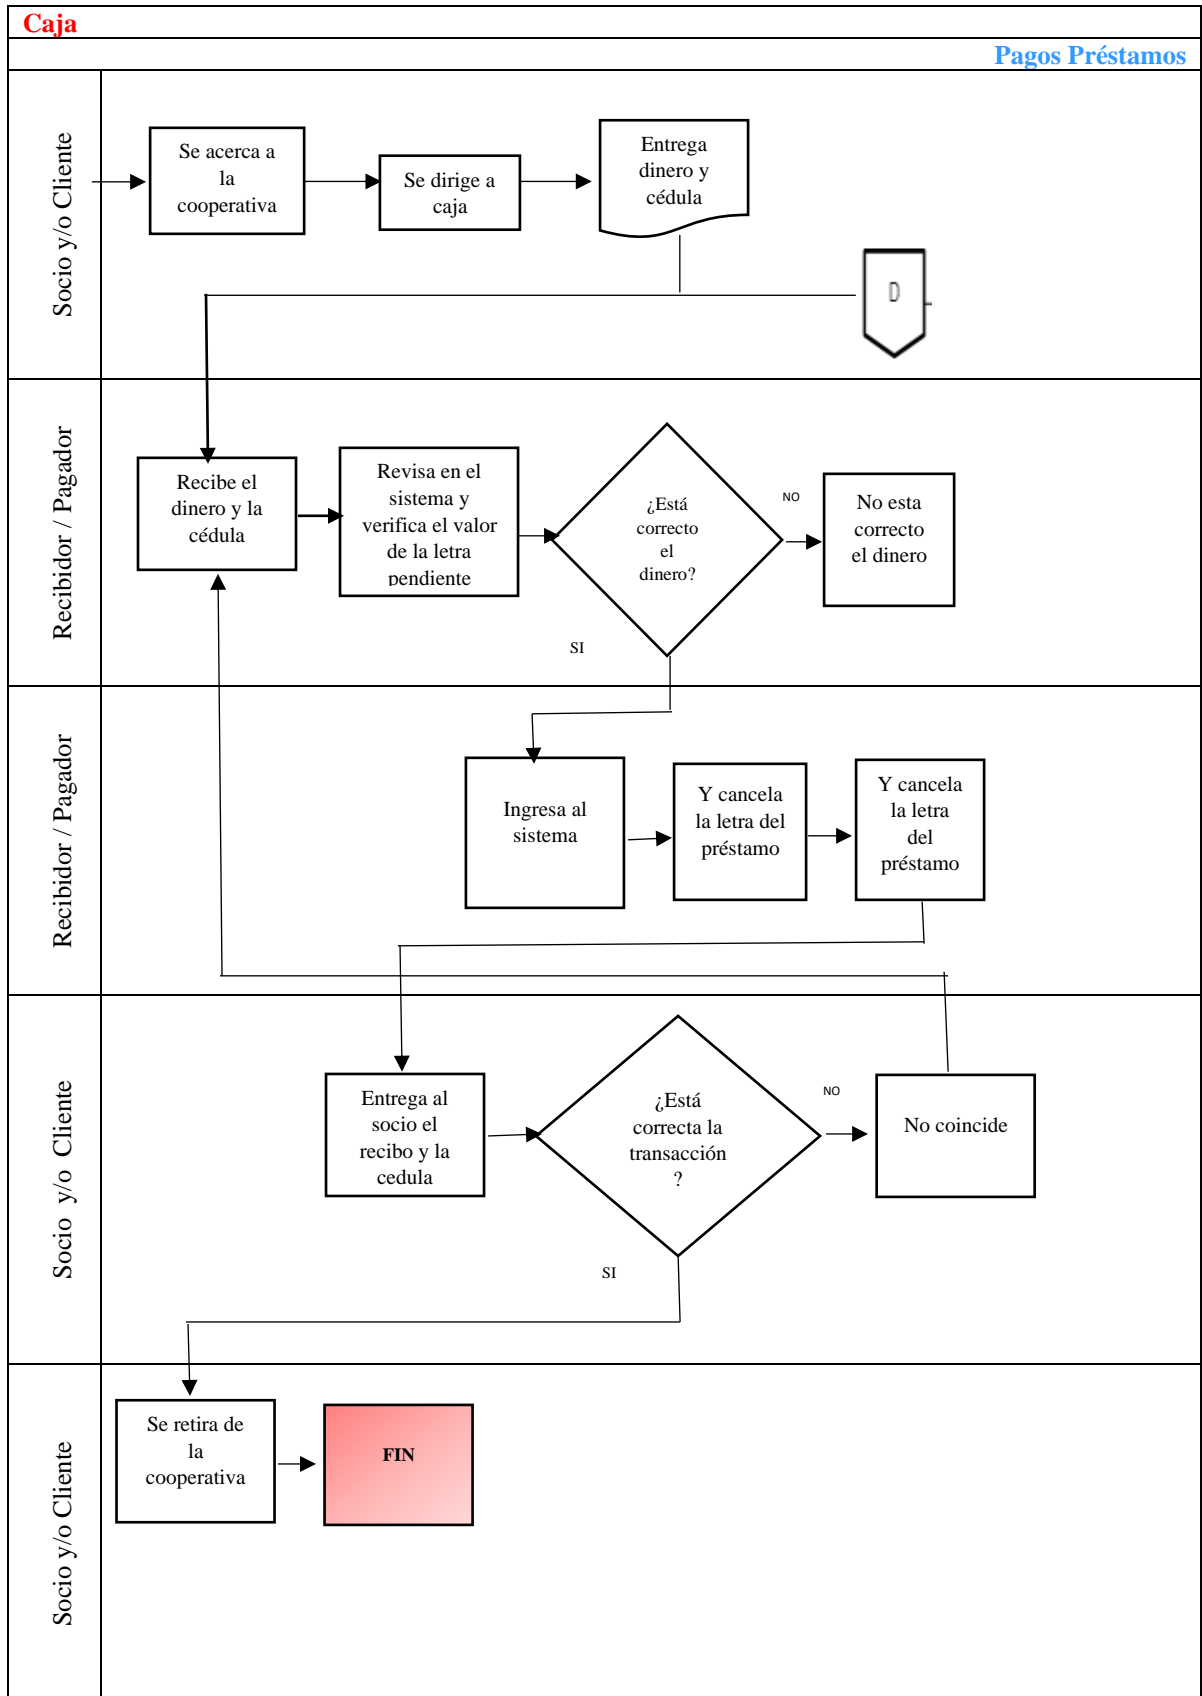 Caja
Pagos Préstamos
Socio y/o Cliente
Se acerca a
la
cooperativa
Se dirige a
caja
Entrega
dinero y
cédula
D
Recibidor / Pagador
Recibe el
dinero y la
cédula
Revisa en el
sistema y
verifica el valor
de la letra
pendiente
¿Está
correcto
el
dinero?
NO
No esta
correcto
el dinero
SI
Recibidor / Pagador
Ingresa al
sistema
Y cancela
la letra del
préstamo
Y cancela
la letra
del
préstamo
Socio y/o Cliente
Entrega al
socio el
recibo y la
cedula
¿Está
correcta la
transacción
?
NO
No coincide
SI
Socio y/o Cliente
Se retira de
la
cooperativa
FIN